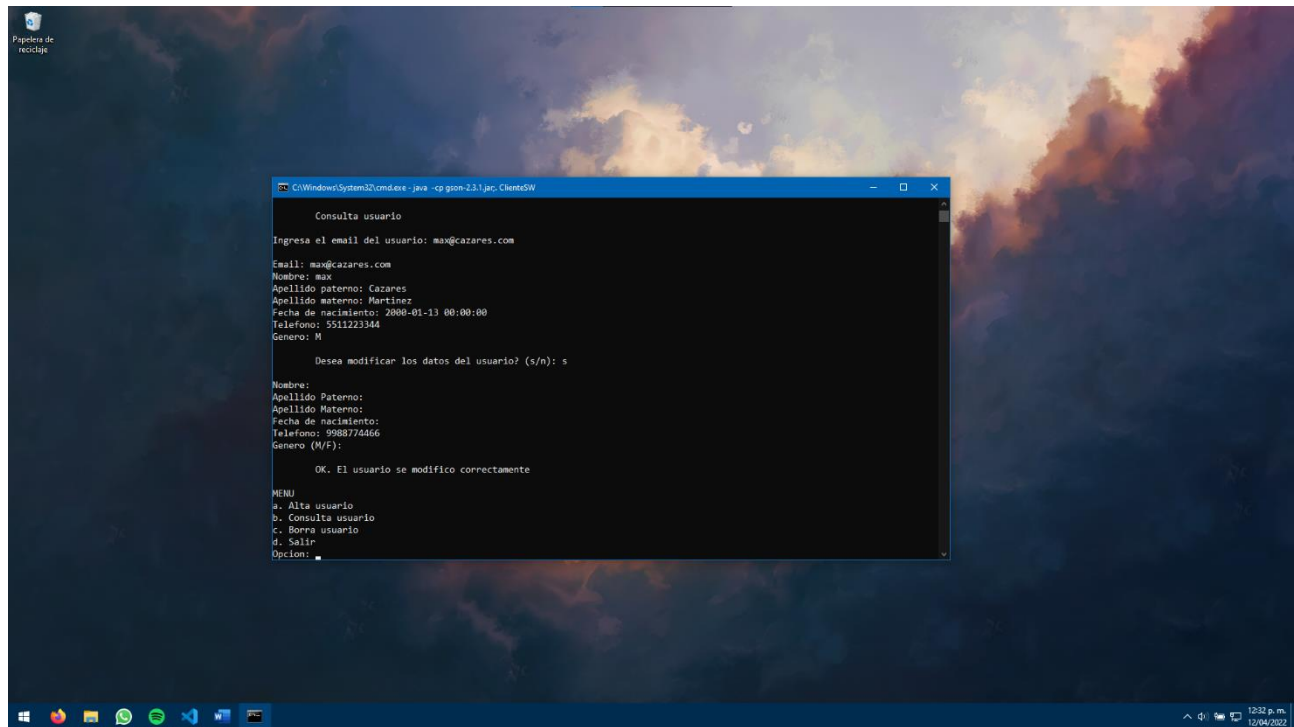 Papelera de
reciclaje
C:\Windows\System32\cmd.exe - java -cp gson-2.3.1.jar;. ClienteSW
Consulta usuario
Ingresa el email del usuario: max@cazares.com
Email: max@cazares.com
Nombre: max
Apellido paterno: Cazares
Apellido materno: Martinez
Fecha de nacimiento: 2000-01-13 00:00:00
Telefono: 5511223344
Genero: M
Desea modificar los datos del usuario? (s/n): s
Nombre:
Apellido Paterno:
Apellido Materno:
Fecha de nacimiento:
Telefono: 9988774466
Genero (M/F):
OK. El usuario se modifico correctamente
MENU
a. Alta usuario
b. Consulta usuario
c. Borra usuario
d. Salir
Opcion:
12:32 p. m.
12/04/2022